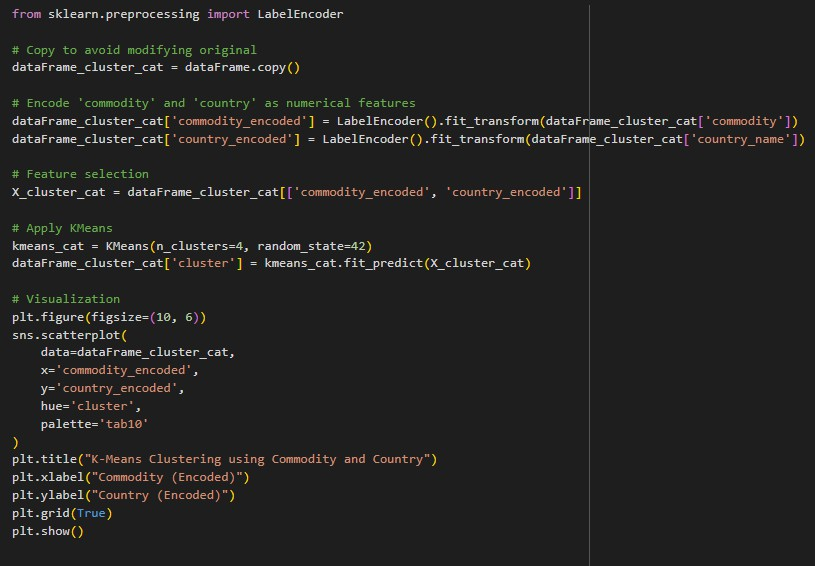 from sklearn.preprocessing import LabelEncoder

# Copy to avoid modifying original
dataFrame_cluster_cat = dataFrame.copy()

# Encode 'commodity' and 'country' as numerical features
dataFrame_cluster_cat['commodity_encoded'] = LabelEncoder().fit_transform(dataFrame_cluster_cat['commodity'])
dataFrame_cluster_cat['country_encoded'] = LabelEncoder().fit_transform(dataFrame_cluster_cat['country_name'])

# Feature selection
X_cluster_cat = dataFrame_cluster_cat[['commodity_encoded', 'country_encoded']]

# Apply KMeans
kmeans_cat = KMeans(n_clusters=4, random_state=42)
dataFrame_cluster_cat['cluster'] = kmeans_cat.fit_predict(X_cluster_cat)

# Visualization
plt.figure(figsize=(10, 6))
sns.scatterplot(
    data=dataFrame_cluster_cat,
    x='commodity_encoded',
    y='country_encoded',
    hue='cluster',
    palette='tab10'
)
plt.title("K-Means Clustering using Commodity and Country")
plt.xlabel("Commodity (Encoded)")
plt.ylabel("Country (Encoded)")
plt.grid(True)
plt.show()